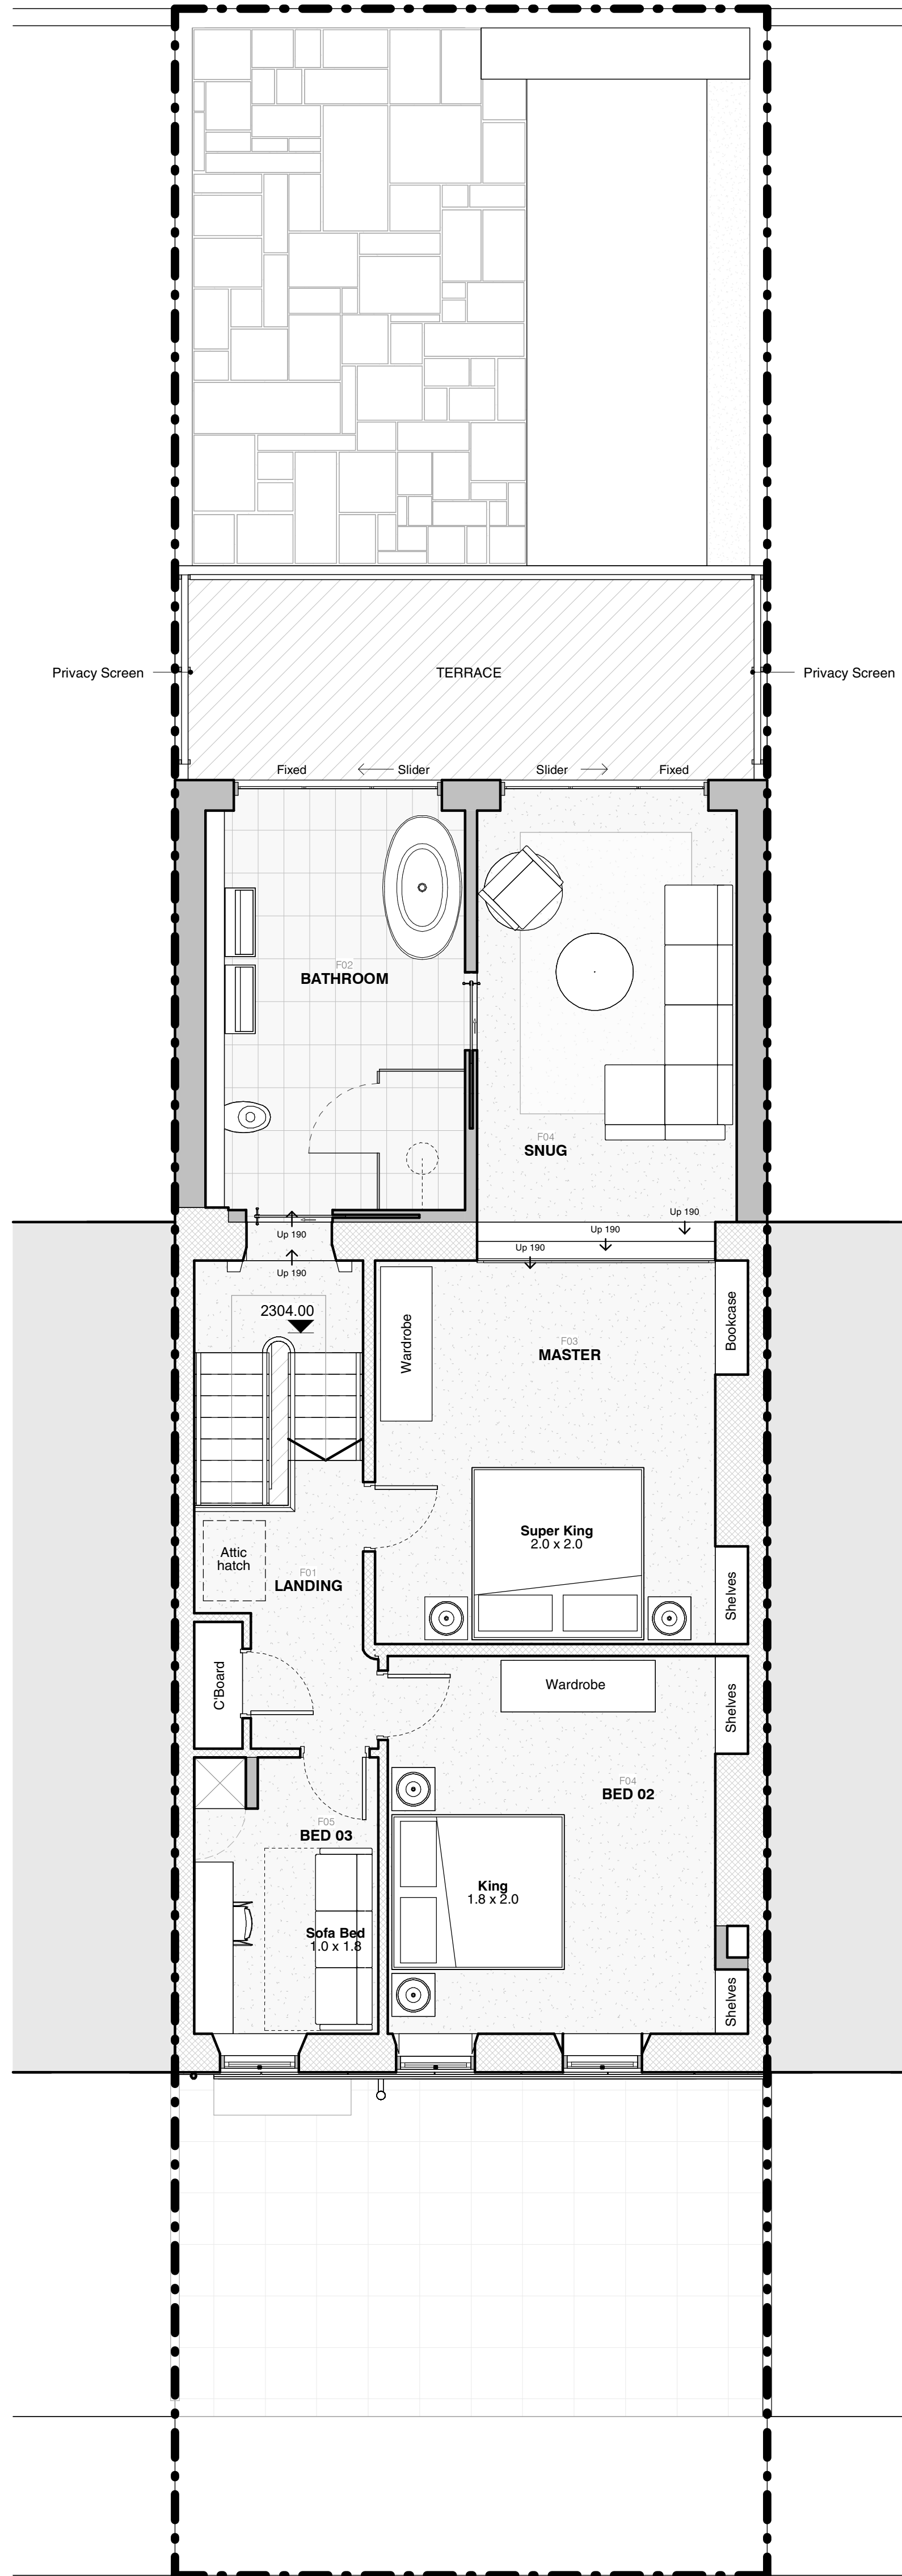 Privacy Screen
TERRACE
Privacy Screen
Fixed
Slider
Slider
Fixed
F02
BATHROOM
F04
SNUG
Up 190
Up 190
Up 190
Up 190
Up 190
2304.00
Wardrobe
F03
MASTER
Bookcase
Super King
2.0 x 2.0
Attic
hatch
F01
LANDING
Shelves
C'Board
Wardrobe
Shelves
F04
BED 02
F05
BED 03
King
1.8 x 2.0
Sofa Bed
1.0 x 1.8
Shelves